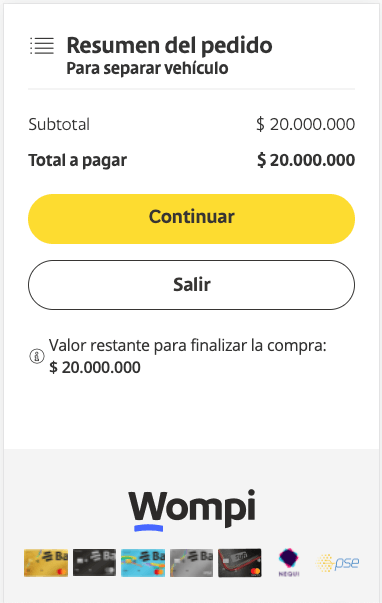 Resumen del pedido
Para separar vehículo
Subtotal $ 20.000.000
Total a pagar $ 20.000.000
Continuar
Salir
Valor restante para finalizar la compra:
$ 20.000.000
Wompi
NEQUI pse